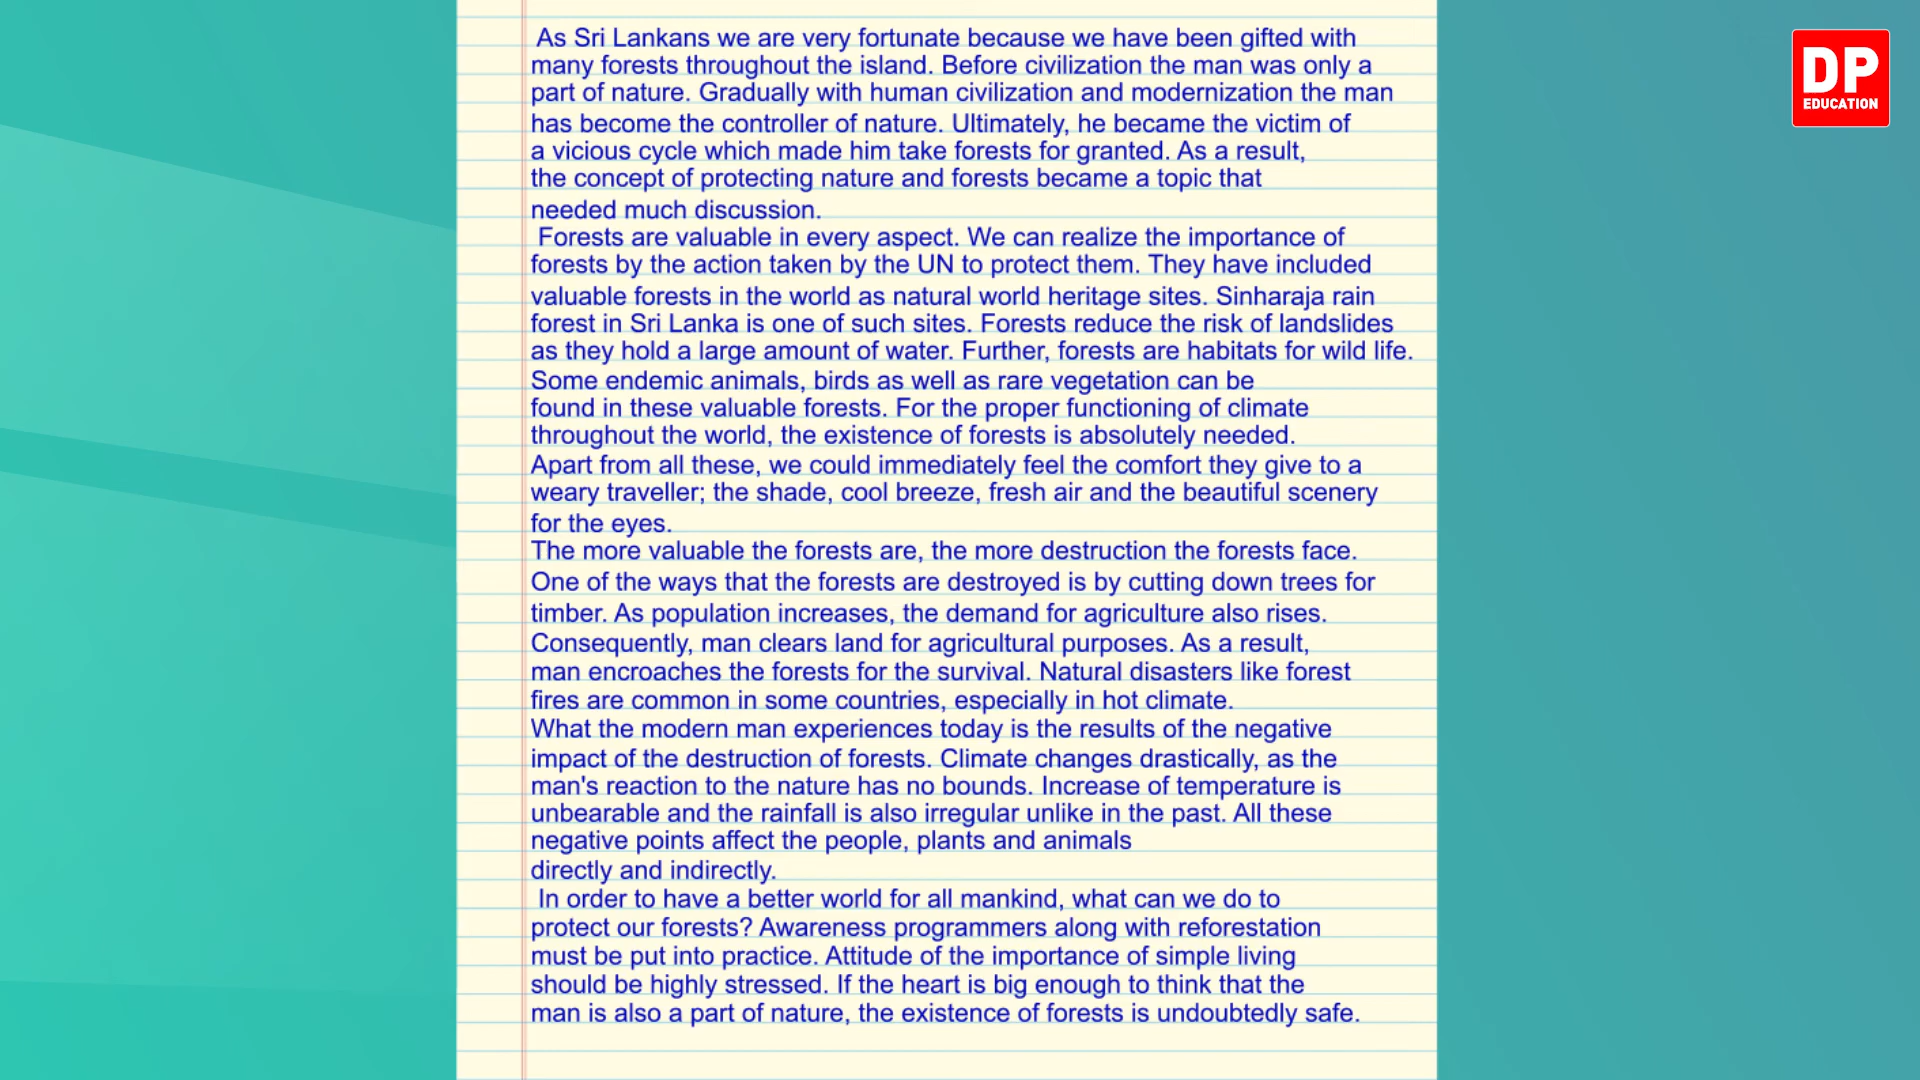 As Sri Lankans we are very fortunate because we have been gifted with
many forests throughout the island. Before civilization the man was only a
part of nature. Gradually with human civilization and modernization the man
has become the controller of nature. Ultimately, he became the victim of
a vicious cycle which made him take forests for granted. As a result,
the concept of protecting nature and forests became a topic that
needed much discussion.
Forests are valuable in every aspect. We can realize the importance of
forests by the action taken by the UN to protect them. They have included
valuable forests in the world as natural world heritage sites. Sinharaja rain
forest in Sri Lanka is one of such sites. Forests reduce the risk of landslides
as they hold a large amount of water. Further, forests are habitats for wild life.
Some endemic animals, birds as well as rare vegetation can be
found in these valuable forests. For the proper functioning of climate
throughout the world, the existence of forests is absolutely needed.
Apart from all these, we could immediately feel the comfort they give to a
weary traveller; the shade, cool breeze, fresh air and the beautiful scenery
for the eyes.
The more valuable the forests are, the more destruction the forests face.
One of the ways that the forests are destroyed is by cutting down trees for
timber. As population increases, the demand for agriculture also rises.
Consequently, man clears land for agricultural purposes. As a result,
man encroaches the forests for the survival. Natural disasters like forest
fires are common in some countries, especially in hot climate.
What the modern man experiences today is the results of the negative
impact of the destruction of forests. Climate changes drastically, as the
man's reaction to the nature has no bounds. Increase of temperature is
unbearable and the rainfall is also irregular unlike in the past. All these
negative points affect the people, plants and animals
directly and indirectly.
In order to have a better world for all mankind, what can we do to
protect our forests? Awareness programmers along with reforestation
must be put into practice. Attitude of the importance of simple living
should be highly stressed. If the heart is big enough to think that the
man is also a part of nature, the existence of forests is undoubtedly safe.
DP
EDUCATION